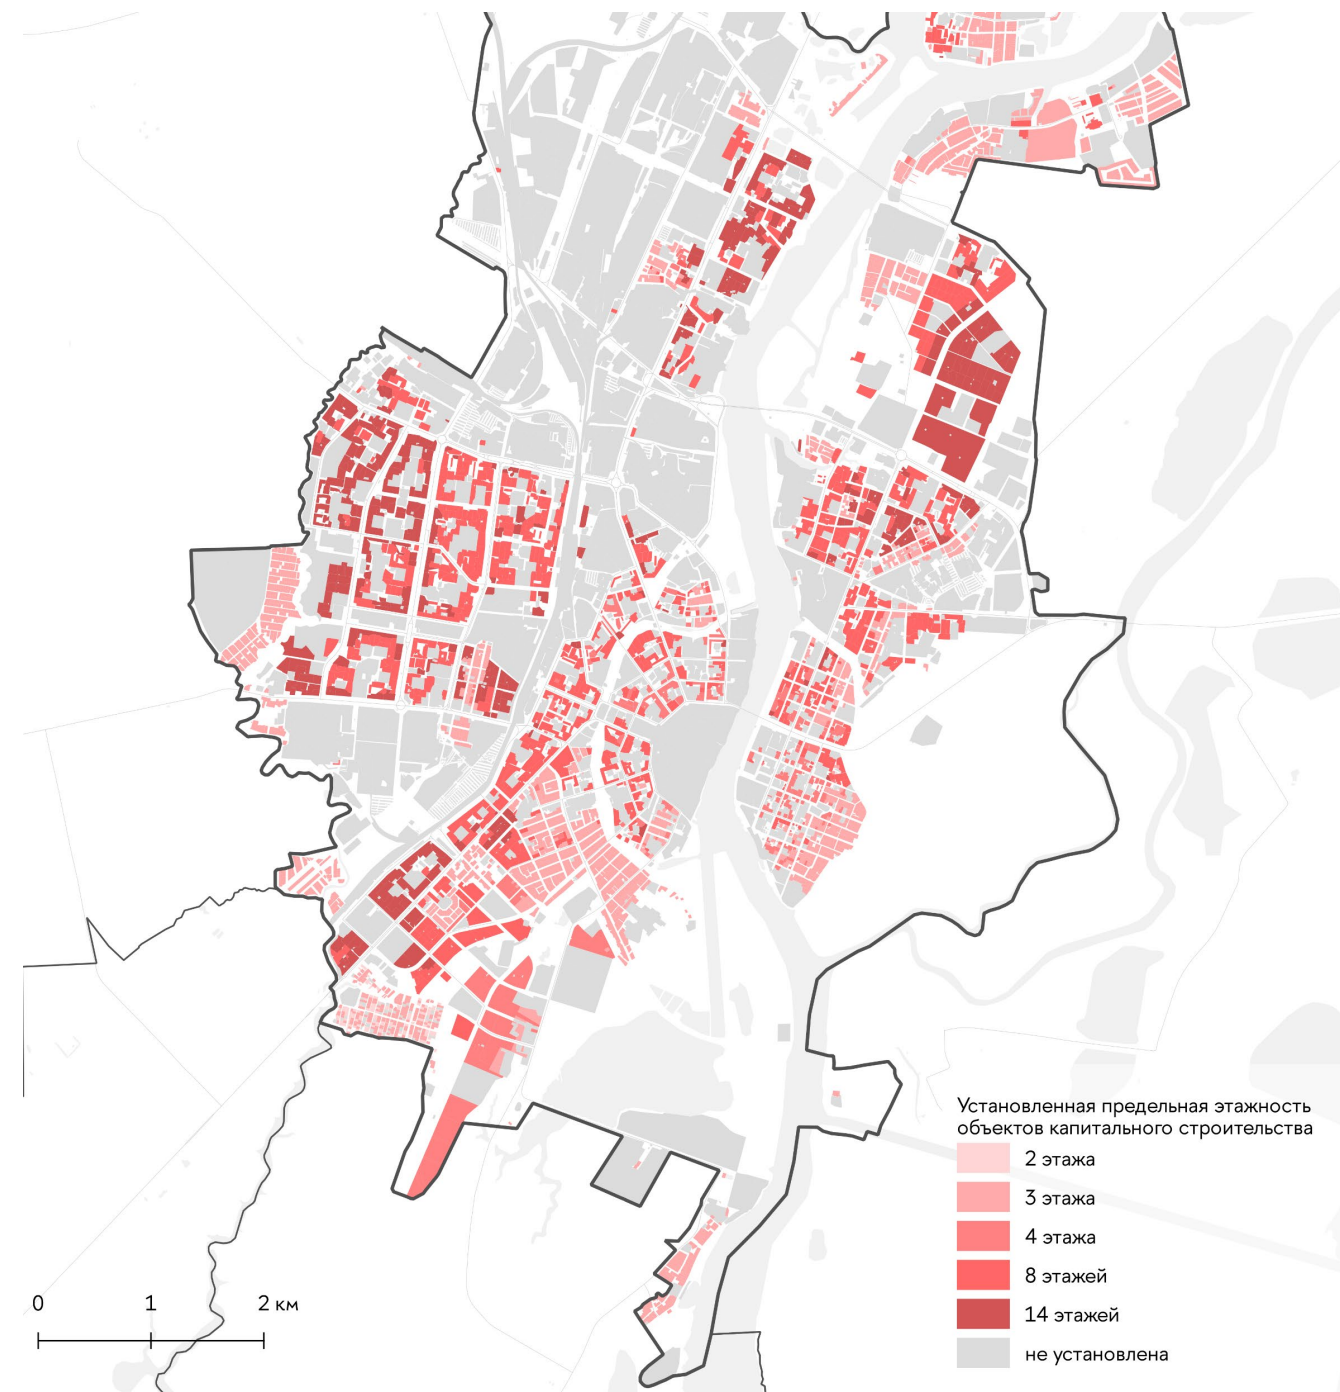 Установленная предельная этажность
объектов капитального строительства
2 этажа
3 этажа
4 этажа
8 этажей
14 этажей
не установлена
0 1 2 км